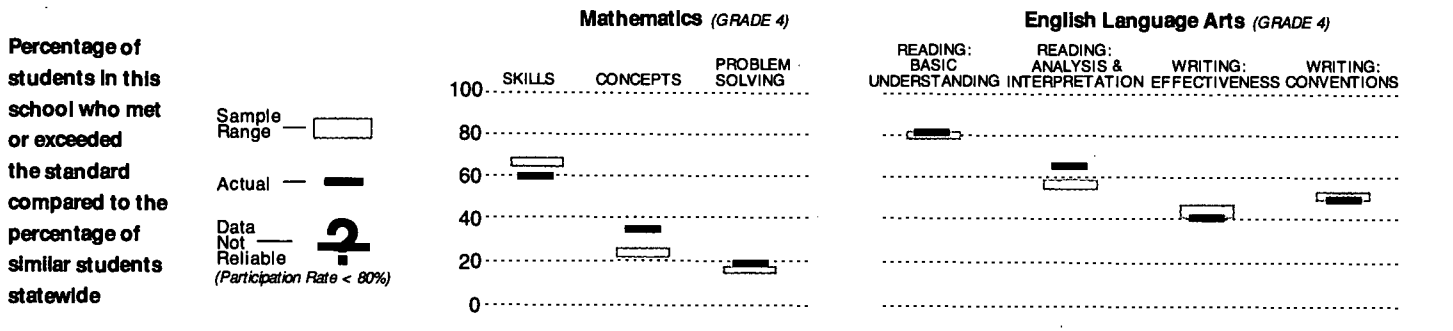 Mathematics (GRADE 4)
English Language Arts (GRADE 4)
Percentage of
students in this
school who met
or exceeded
the standard
compared to the
percentage of
similar students
statewide
Sample
Range
Actual
Data
Not
Reliable
?
(Participation Rate < 80%)
SKILLS
CONCEPTS
PROBLEM
SOLVING
READING:
BASIC
UNDERSTANDING
READING:
ANALYSIS &
INTERPRETATION
WRITING:
EFFECTIVENESS
WRITING:
CONVENTIONS
100
80
60
40
20
0